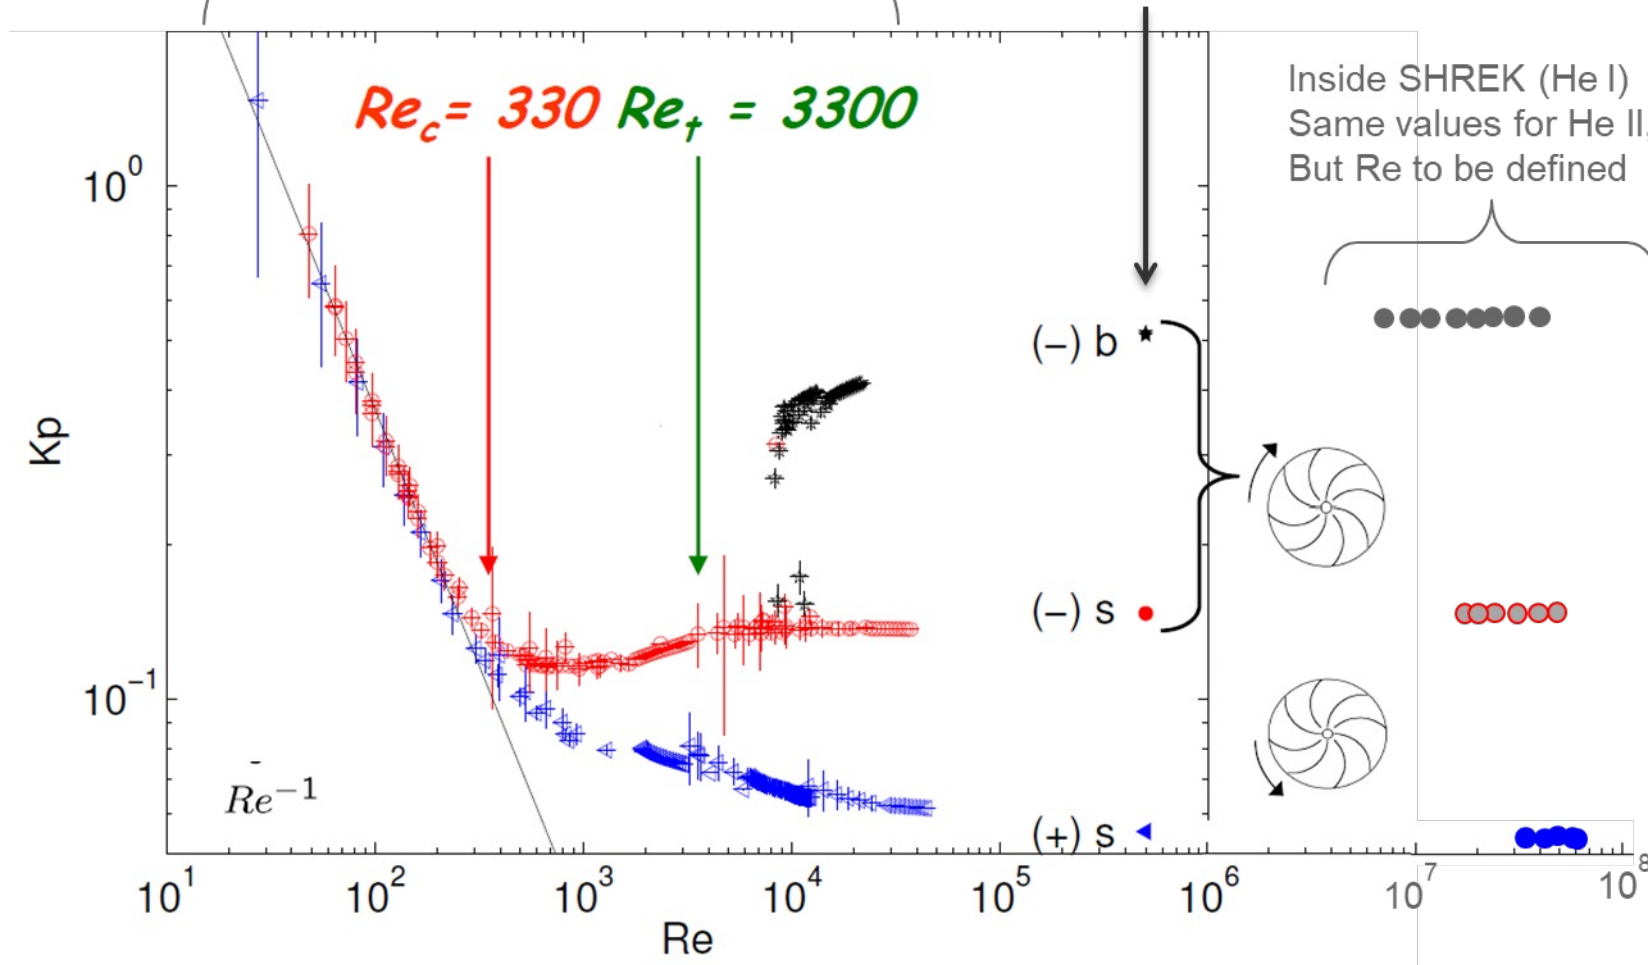 Re_c= 330 Re_t = 3300
Inside SHREK (He I)
Same values for He II,
But Re to be defined
10^0
Kp
(−) b
(−) s
10^−1
Re^−1
(+) s
10^1 10^2 10^3 10^4 10^5 10^6 10^7 10^8
Re